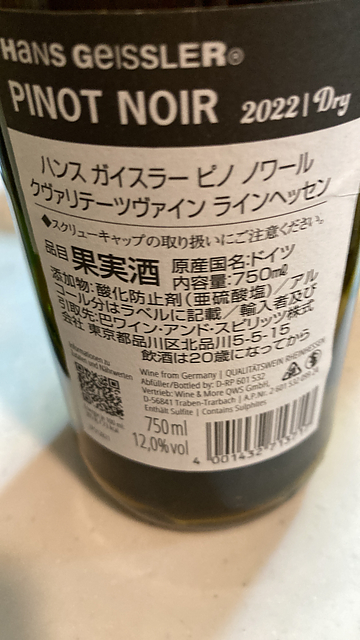 HANS GEISSLER®
PINOT NOIR 2022 | Dry
ハンス ガイスラー ピノ ノワール
クヴァリテーツヴァイン ラインヘッセン
◆スクリューキャップの取り扱いにご注意ください。
品目 果実酒 原産国名:ドイツ
内容量:750ml
添加物:酸化防止剤(亜硫酸塩)/アル
コール分はラベルに記載/輸入者及び
引取先:巴ワイン・アンド・スピリッツ株式
会社 東京都品川区北品川5-5-15
飲酒は20歳になってから
Wine from Germany | QUALITÄTSWEIN RHEINHESSEN
Abfüller/Bottled by: D-RP 601 532
Vertrieb: Wine & More QWS GmbH,
D-56841 Traben-Trarbach | A.P.Nr.
Enthält Sulfite | Contains Sulphites
750 ml
12,0% vol